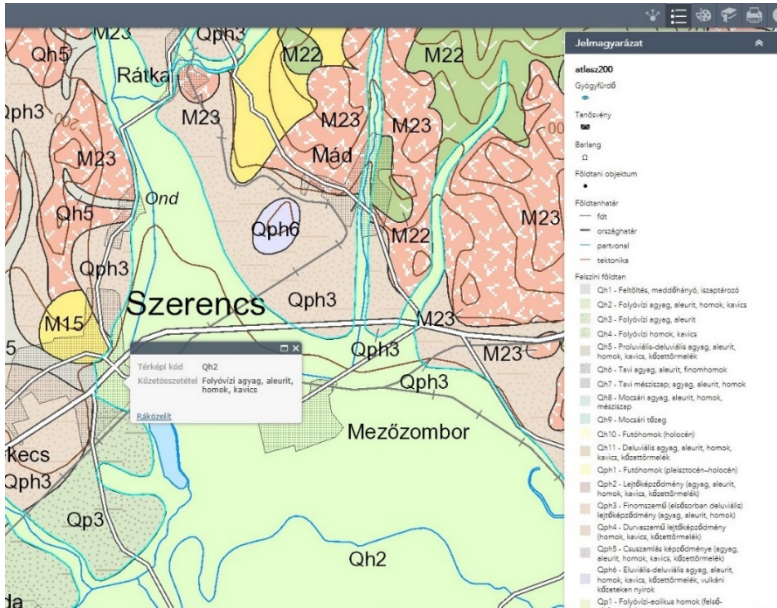 M23
Qph3
M22
M22
Qh5
Rátka
M23
M23
M23
Mád
Qph3
M23
Ond
Qh5
Qph6
M22
M23
Qph3
Qph3
Szerencs
M15
M23
Qph3
M23
5
Qph3
Mezőzombor
kecs
Qph3
Qp3
Qh2
da
Térképi kód Qh2
Kőzetösszetétel Folyóvízi agyag, aleurit,
homok, kavics
Ráközelít
Jelmagyarázat
atlasz200
Gyógyfürdő
Tanösvény
Barlang
Földtani objektum
Földtanhatár
fdt
országhatár
partvonal
tektonika
Felszíni földtan
Qh1 - Feltöltés, meddőhányó, iszaptározó
Qh2 - Folyóvízi agyag, aleurit, homok, kavics
Qh3 - Folyóvízi agyag, aleurit
Qh4 - Folyóvízi homok, kavics
Qh5 - Proluviális-deluviális agyag, aleurit,
homok, kavics, kőzettörmelék
Qh6 - Tavi agyag, aleurit, finomhomok
Qh7 - Tavi mésziszap; agyag, aleurit, homok
Qh8 - Mocsári agyag, aleurit, homok,
mésziszap
Qh9 - Mocsári tőzeg
Qh10 - Futóhomok (holocén)
Qh11 - Deluviális agyag, aleurit, homok,
kavics, kőzettörmelék
Qph1 - Futóhomok (pleisztocén-holocén)
Qph2 - Lejtőképződmény (agyag, aleurit,
homok, kavics, kőzettörmelék)
Qph3 - Finomszemű (elsősorban deluviális)
lejtőképződmény (agyag, aleurit, homok)
Qph4 - Durvaszemű lejtőképződmény
(homok, kavics, kőzettörmelék)
Qph5 - Csuszamlás képződménye (agyag,
aleurit, homok, kavics, kőzettörmelék)
Qph6 - Eluviális-deluviális agyag, aleurit,
homok, kavics, kőzettörmelék, vulkáni
kőzeteken nyirok
Qp1 - Folyóvízi-eolikus homok (felső-